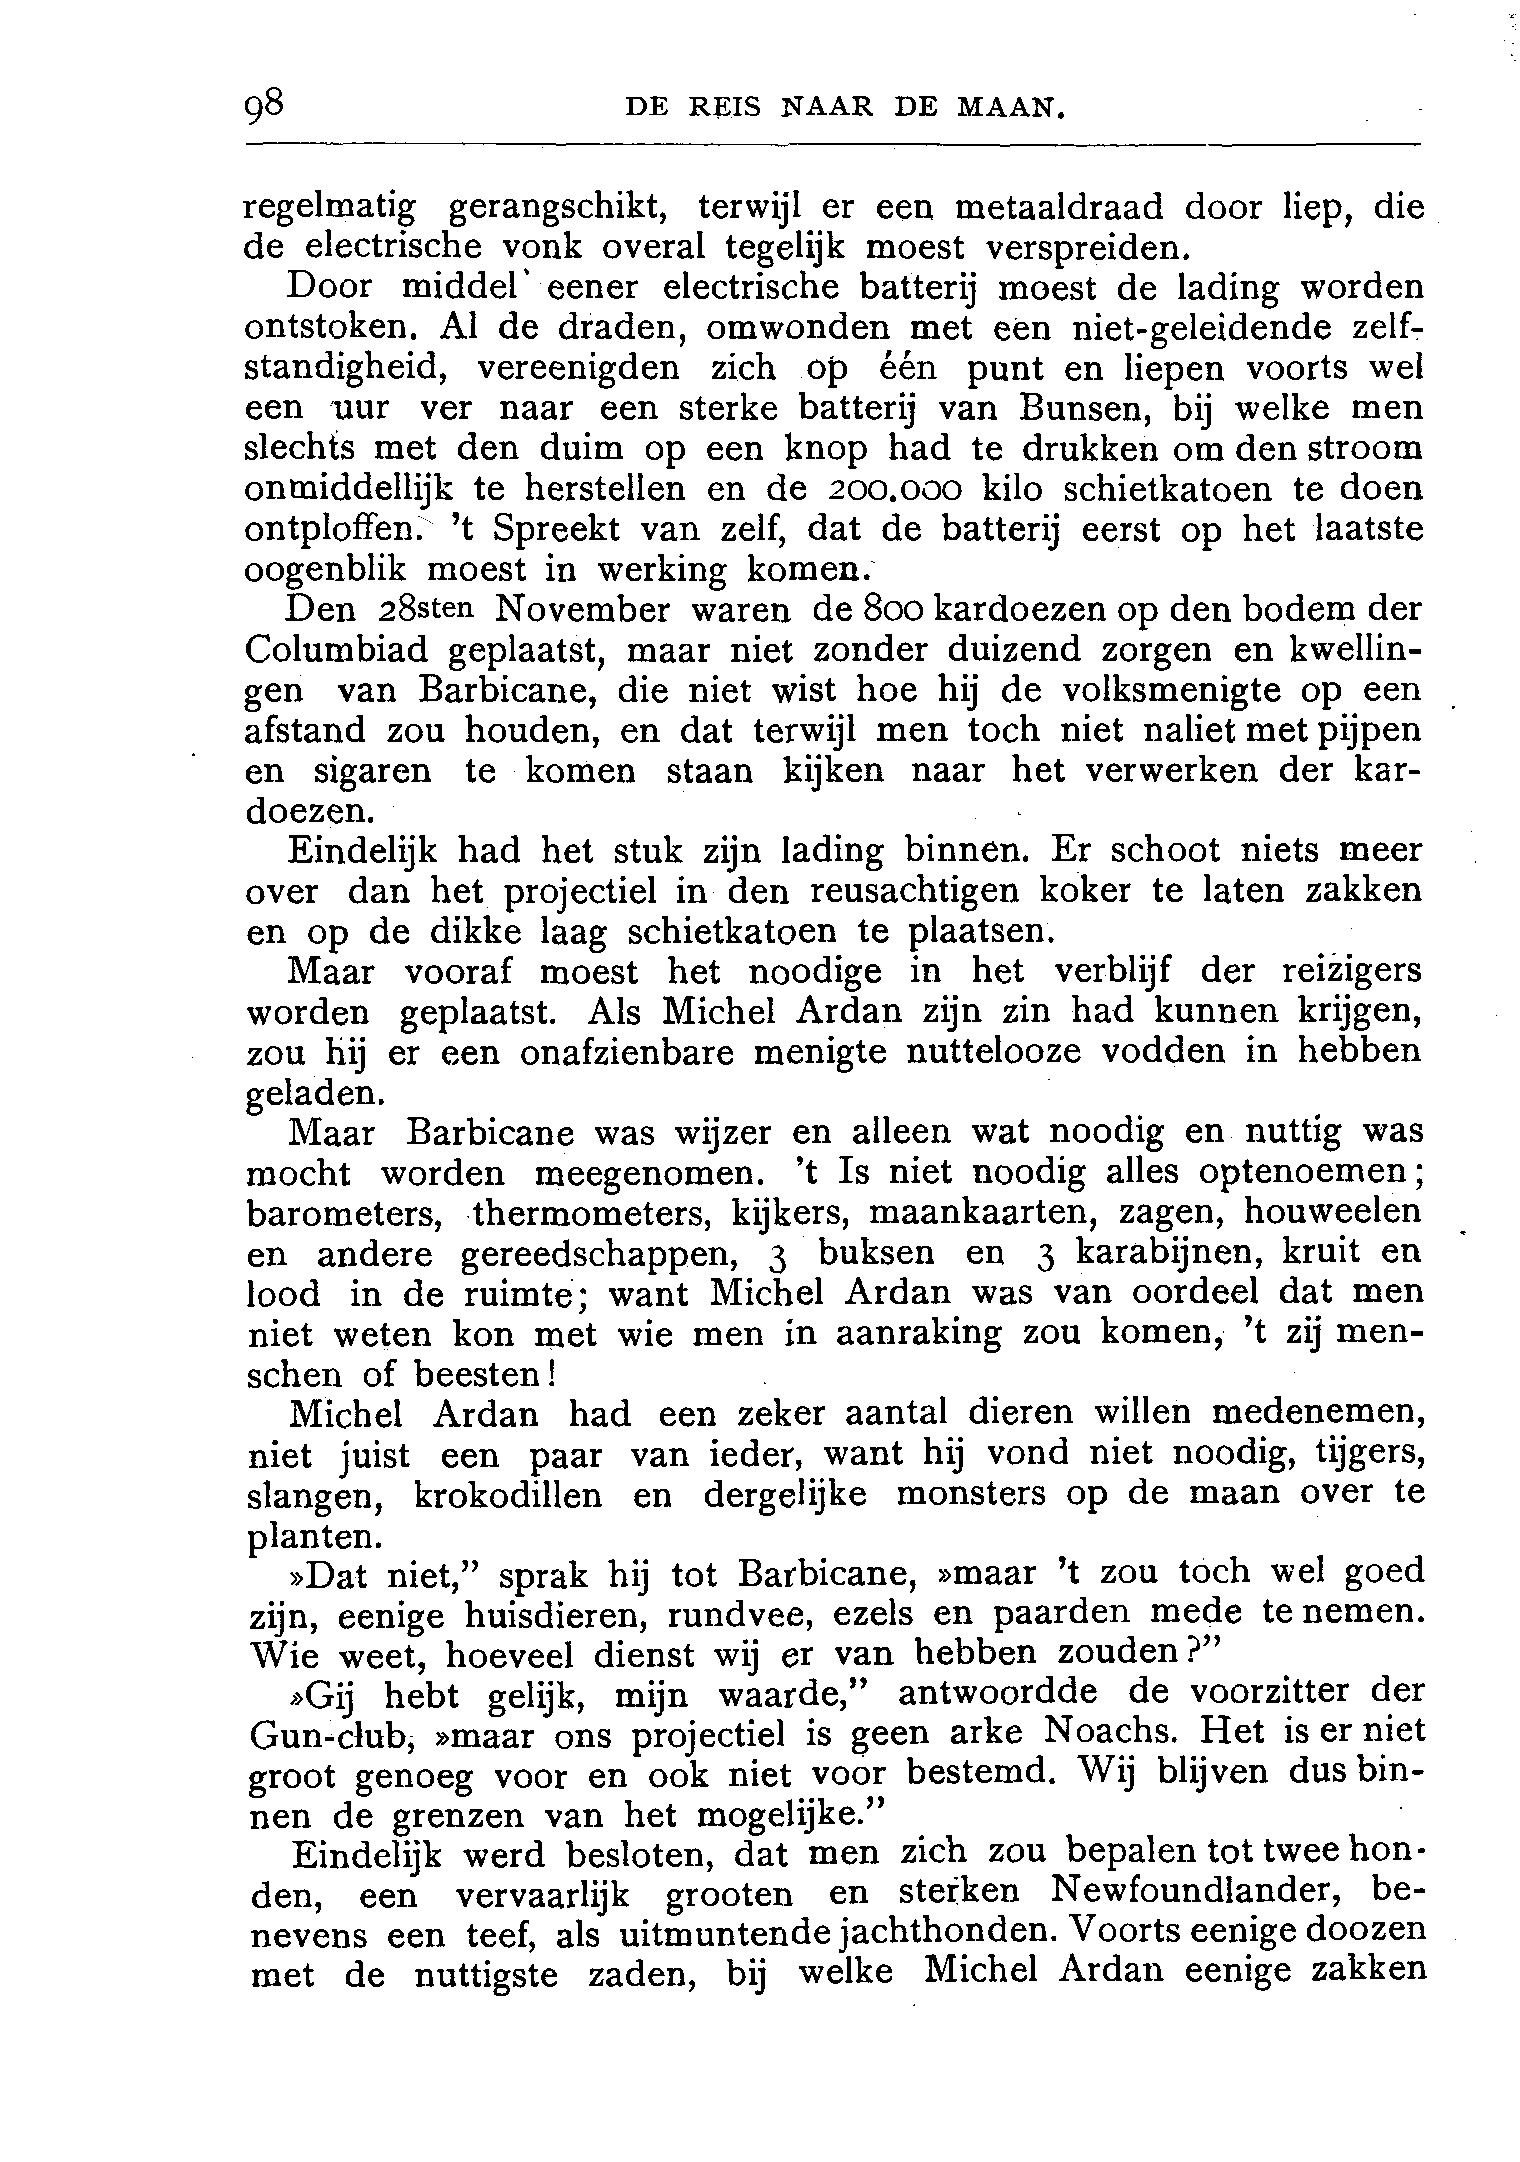 98 DE REIS NAAR DE MAAN.
regelmatig gerangschikt, terwijl er een metaaldraad door liep, die
de electrische vonk overal tegelijk moest verspreiden.
Door middel eener electrische batterij moest de lading worden
ontstoken. Al de draden, omwonden met een niet-geleidende zelf-
standigheid, vereenigden zich op één punt en liepen voorts wel
een uur ver naar een sterke batterij van Bunsen, bij welke men
slechts met den duim op een knop had te drukken om den stroom
onmiddellijk te herstellen en de 200.000 kilo schietkatoen te doen
ontploffen. 't Spreekt van zelf, dat de batterij eerst op het laatste
oogenblik moest in werking komen.
Den 28sten November waren de 800 kardoezen op den bodem der
Columbiad geplaatst, maar niet zonder duizend zorgen en kwellin-
gen van Barbicane, die niet wist hoe hij de volksmenigte op een
afstand zou houden, en dat terwijl men toch niet naliet met pijpen
en sigaren te komen staan kijken naar het verwerken der kar-
doezen.
Eindelijk had het stuk zijn lading binnen. Er schoot niets meer
over dan het projectiel in den reusachtigen koker te laten zakken
en op de dikke laag schietkatoen te plaatsen.
Maar vooraf moest het noodige in het verblijf der reizigers
worden geplaatst. Als Michel Ardan zijn zin had kunnen krijgen,
zou hij er een onafzienbare menigte nuttelooze vodden in hebben
geladen.
Maar Barbicane was wijzer en alleen wat noodig en nuttig was
mocht worden meegenomen. 't Is niet noodig alles optenoemen;
barometers, thermometers, kijkers, maankaarten, zagen, houweelen
en andere gereedschappen, 3 buksen en 3 karabijnen, kruit en
lood in de ruimte; want Michel Ardan was van oordeel dat men
niet weten kon met wie men in aanraking zou komen, 't zij men-
schen of beesten!
Michel Ardan had een zeker aantal dieren willen medenemen,
niet juist een paar van ieder, want hij vond niet noodig, tijgers,
slangen, krokodillen en dergelijke monsters op de maan over te
planten.
»Dat niet,” sprak hij tot Barbicane, »maar 't zou toch wel goed
zijn, eenige huisdieren, rundvee, ezels en paarden mede te nemen.
Wie weet, hoeveel dienst wij er van hebben zouden?”
»Gij hebt gelijk, mijn waarde,” antwoordde de voorzitter der
Gun-club, »maar ons projectiel is geen arke Noachs. Het is er niet
groot genoeg voor en ook niet voor bestemd. Wij blijven dus bin-
nen de grenzen van het mogelijke.”
Eindelijk werd besloten, dat men zich zou bepalen tot twee hon-
den, een vervaarlijk grooten en sterken Newfoundlander, be-
nevens een teef, als uitmuntende jachthonden. Voorts eenige doozen
met de nuttigste zaden, bij welke Michel Ardan eenige zakken